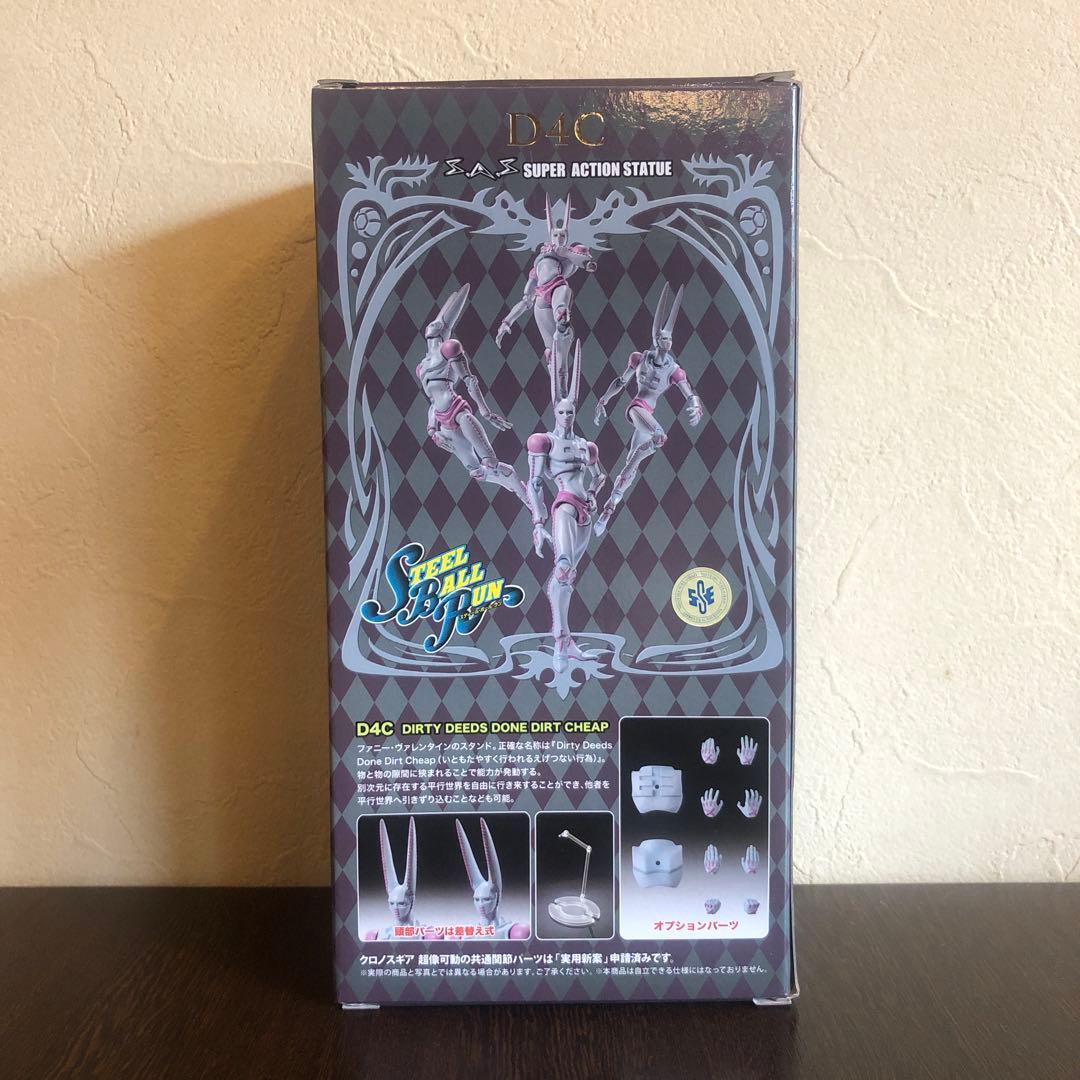 D4C
S.A.S SUPER ACTION STATUE
STEEL
BALL
RUN
D4C DIRTY DEEDS DONE DIRT CHEAP
ファニー・ヴァレンタインのスタンド。正確な名称は『Dirty Deeds
Done Dirt Cheap（いともたやすく行われるえげつない行為）』。
物と物の隙間に挟まれることで能力が発動する。
別次元に存在する平行世界を自由に行き来することができ、他者を
平行世界へ引きずり込むことなども可能。
頭部パーツは差替え式
オプションパーツ
クロノスギア 超像可動の共通関節パーツは「実用新案」申請済みです。
※実際の商品と写真とでは異なる場合があります。ご了承ください。 ※本商品は自立できる仕様にはなっておりません。